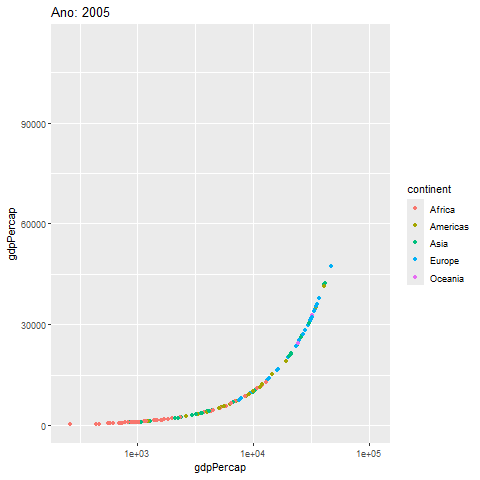 Ano: 2005
90000
60000
30000
0
gdpPercap
1e+03
1e+04
1e+05
gdpPercap
continent
Africa
Americas
Asia
Europe
Oceania